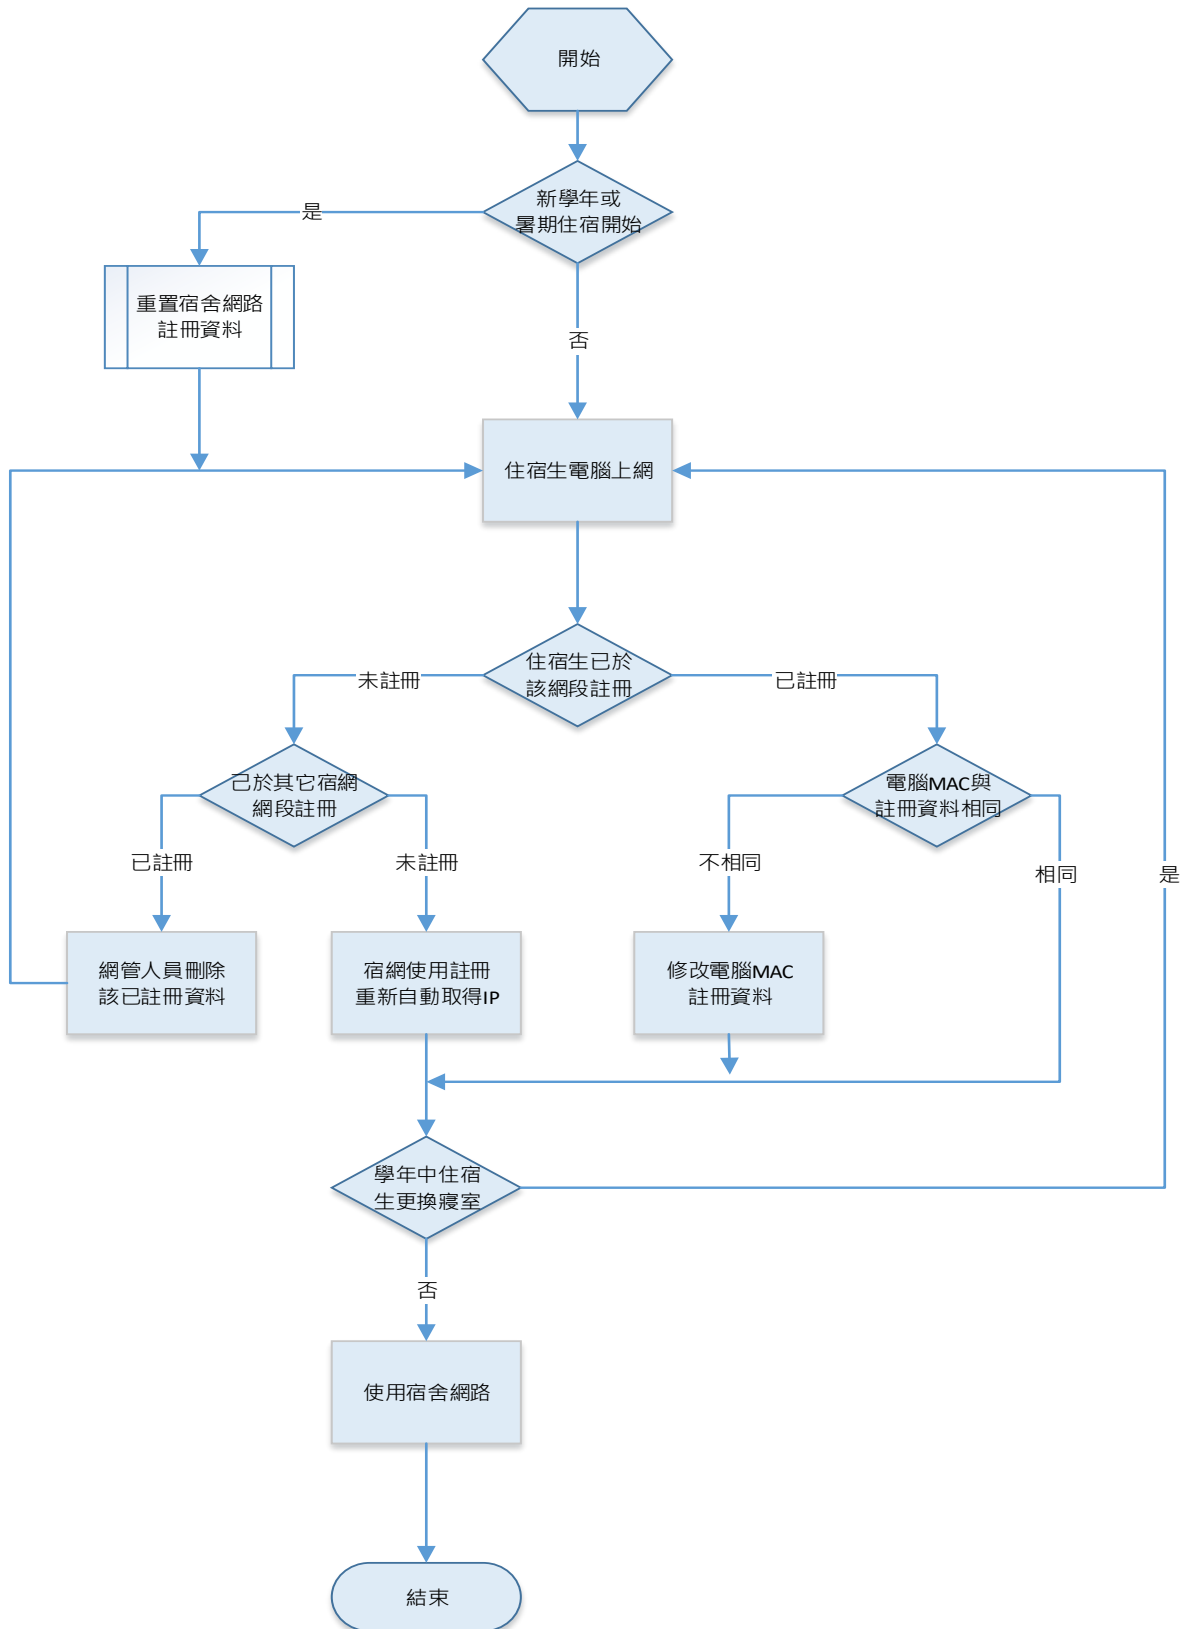 開始
新學年或
暑期住宿開始
是
重置宿舍網路
註冊資料
否
住宿生電腦上網
住宿生已於
該網段註冊
未註冊
已註冊
己於其它宿網
網段註冊
電腦MAC與
註冊資料相同
已註冊
未註冊
不相同
相同
是
網管人員刪除
該已註冊資料
宿網使用註冊
重新自動取得IP
修改電腦MAC
註冊資料
學年中住宿
生更換寢室
否
使用宿舍網路
結束